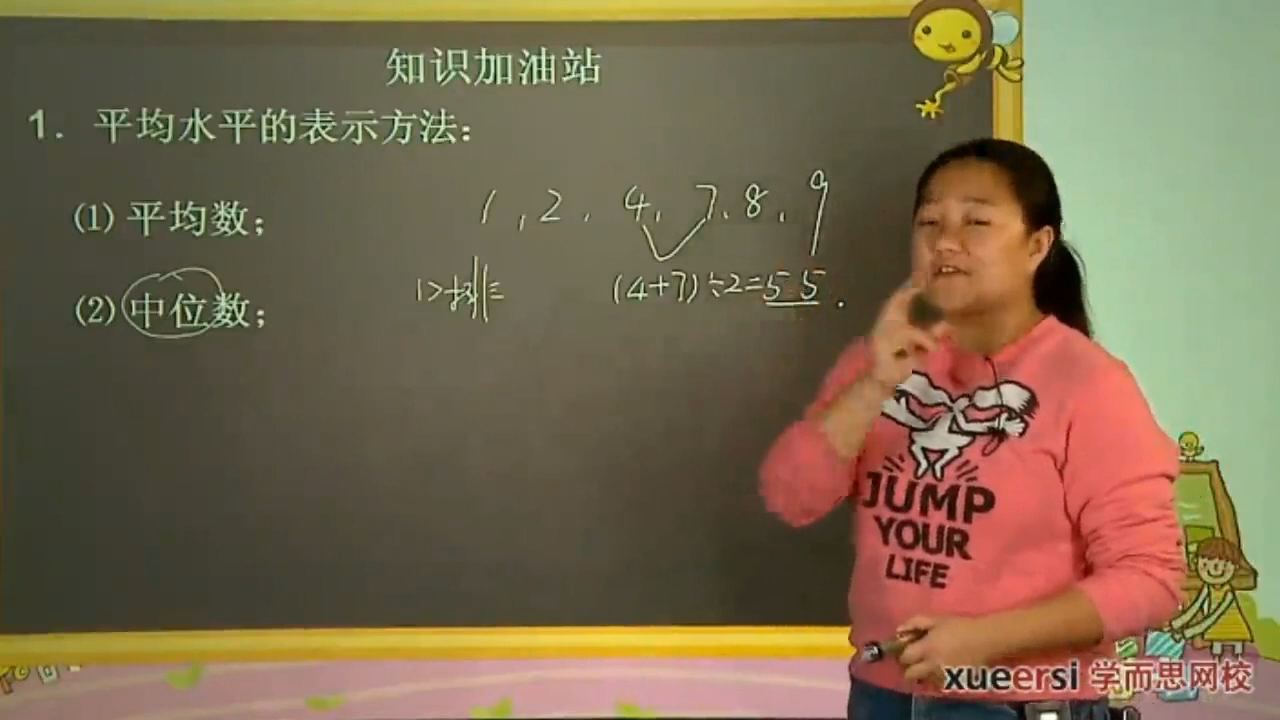 知识加油站
1. 平均水平的表示方法:
1, 2, 4, 7, 8, 9
(1) 平均数;
1>排
(4+7)÷2=5.5
(2) 中位数;
JUMP
YOUR
LIFE
xueersi 学而思网校